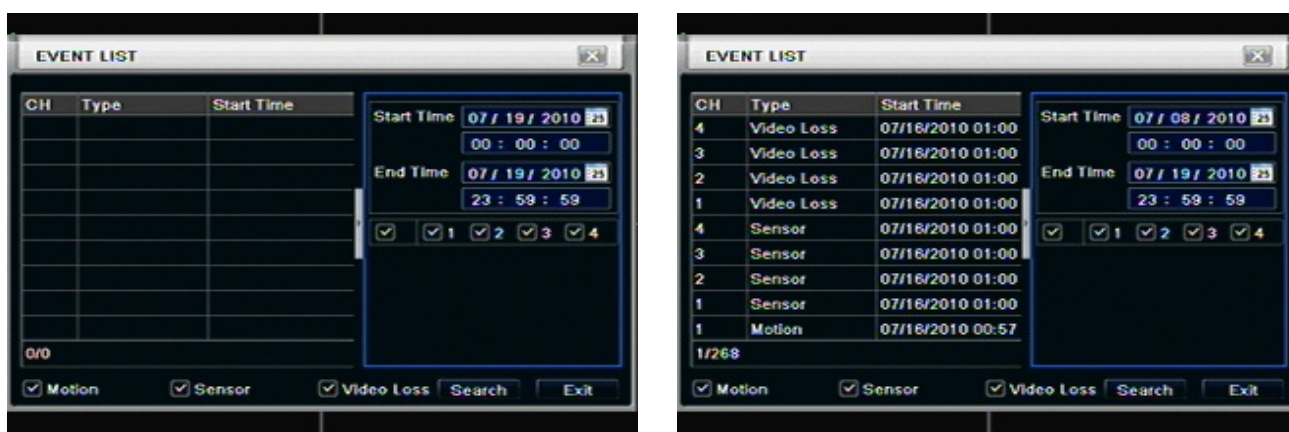 EVENT LIST
CH Type Start Time
0/0
Start Time 07 / 19 / 2010 25
00 : 00 : 00
End Time 07 / 19 / 2010 25
23 : 59 : 59
1 2 3 4
Motion Sensor Video Loss Search Exit
EVENT LIST
CH Type Start Time
4 Video Loss 07/16/2010 01:00
3 Video Loss 07/16/2010 01:00
2 Video Loss 07/16/2010 01:00
1 Video Loss 07/16/2010 01:00
4 Sensor 07/16/2010 01:00
3 Sensor 07/16/2010 01:00
2 Sensor 07/16/2010 01:00
1 Sensor 07/16/2010 01:00
1 Motion 07/16/2010 00:57
1/268
Start Time 07 / 08 / 2010 25
00 : 00 : 00
End Time 07 / 19 / 2010 25
23 : 59 : 59
1 2 3 4
Motion Sensor Video Loss Search Exit